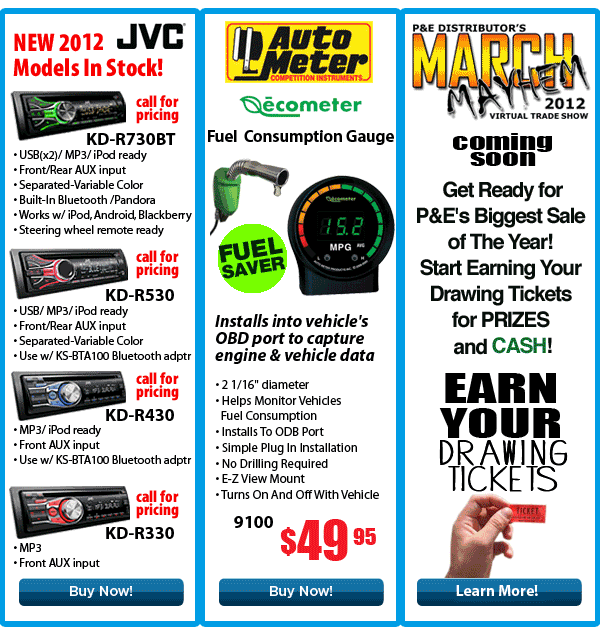 NEW 2012 JVC
Models In Stock!
call for
pricing
KD-R730BT
• USB(x2)/ MP3/ iPod ready
• Front/Rear AUX input
• Separated-Variable Color
• Built-In Bluetooth /Pandora
• Works w/ iPod, Android, Blackberry
• Steering wheel remote ready
call for
pricing
KD-R530
• USB/ MP3/ iPod ready
• Front/Rear AUX input
• Separated-Variable Color
• Use w/ KS-BTA100 Bluetooth adptr
call for
pricing
KD-R430
• MP3/ iPod ready
• Front AUX input
• Use w/ KS-BTA100 Bluetooth adptr
call for
pricing
KD-R330
• MP3
• Front AUX input
Buy Now!
Auto
Meter
COMPETITION INSTRUMENTS
ecometer
Fuel Consumption Gauge
ecometer
15.2
MPG AVG
FUEL
SAVER
Installs into vehicle's
OBD port to capture
engine & vehicle data
• 2 1/16" diameter
• Helps Monitor Vehicles
Fuel Consumption
• Installs To ODB Port
• Simple Plug In Installation
• No Drilling Required
• E-Z View Mount
• Turns On And Off With Vehicle
9100 $49.95
Buy Now!
P&E DISTRIBUTOR'S
MARCH
MAYHEM
2012
VIRTUAL TRADE SHOW
coming
soon
Get Ready for
P&E's Biggest Sale
of The Year!
Start Earning Your
Drawing Tickets
for PRIZES
and CASH!
EARN
YOUR
DRAWING
TICKETS
TICKET
Learn More!